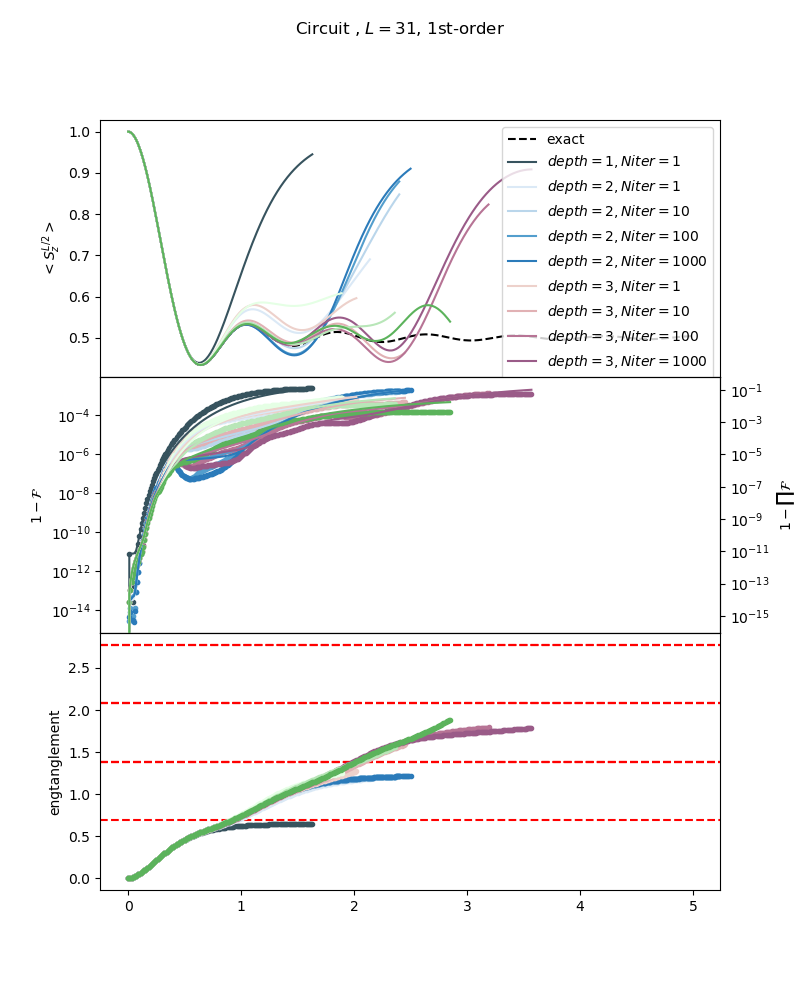 Circuit , L = 31, 1st-order
1.0
0.9
0.8
0.7
0.6
0.5
< S_z^{L/2} >
exact
depth = 1, Niter = 1
depth = 2, Niter = 1
depth = 2, Niter = 10
depth = 2, Niter = 100
depth = 2, Niter = 1000
depth = 3, Niter = 1
depth = 3, Niter = 10
depth = 3, Niter = 100
depth = 3, Niter = 1000
10^{-4}
10^{-6}
10^{-8}
10^{-10}
10^{-12}
10^{-14}
1 − ℱ
10^{-1}
10^{-3}
10^{-5}
10^{-7}
10^{-9}
10^{-11}
10^{-13}
10^{-15}
1 − ∏ ℱ
2.5
2.0
1.5
1.0
0.5
0.0
engtanglement
0 1 2 3 4 5